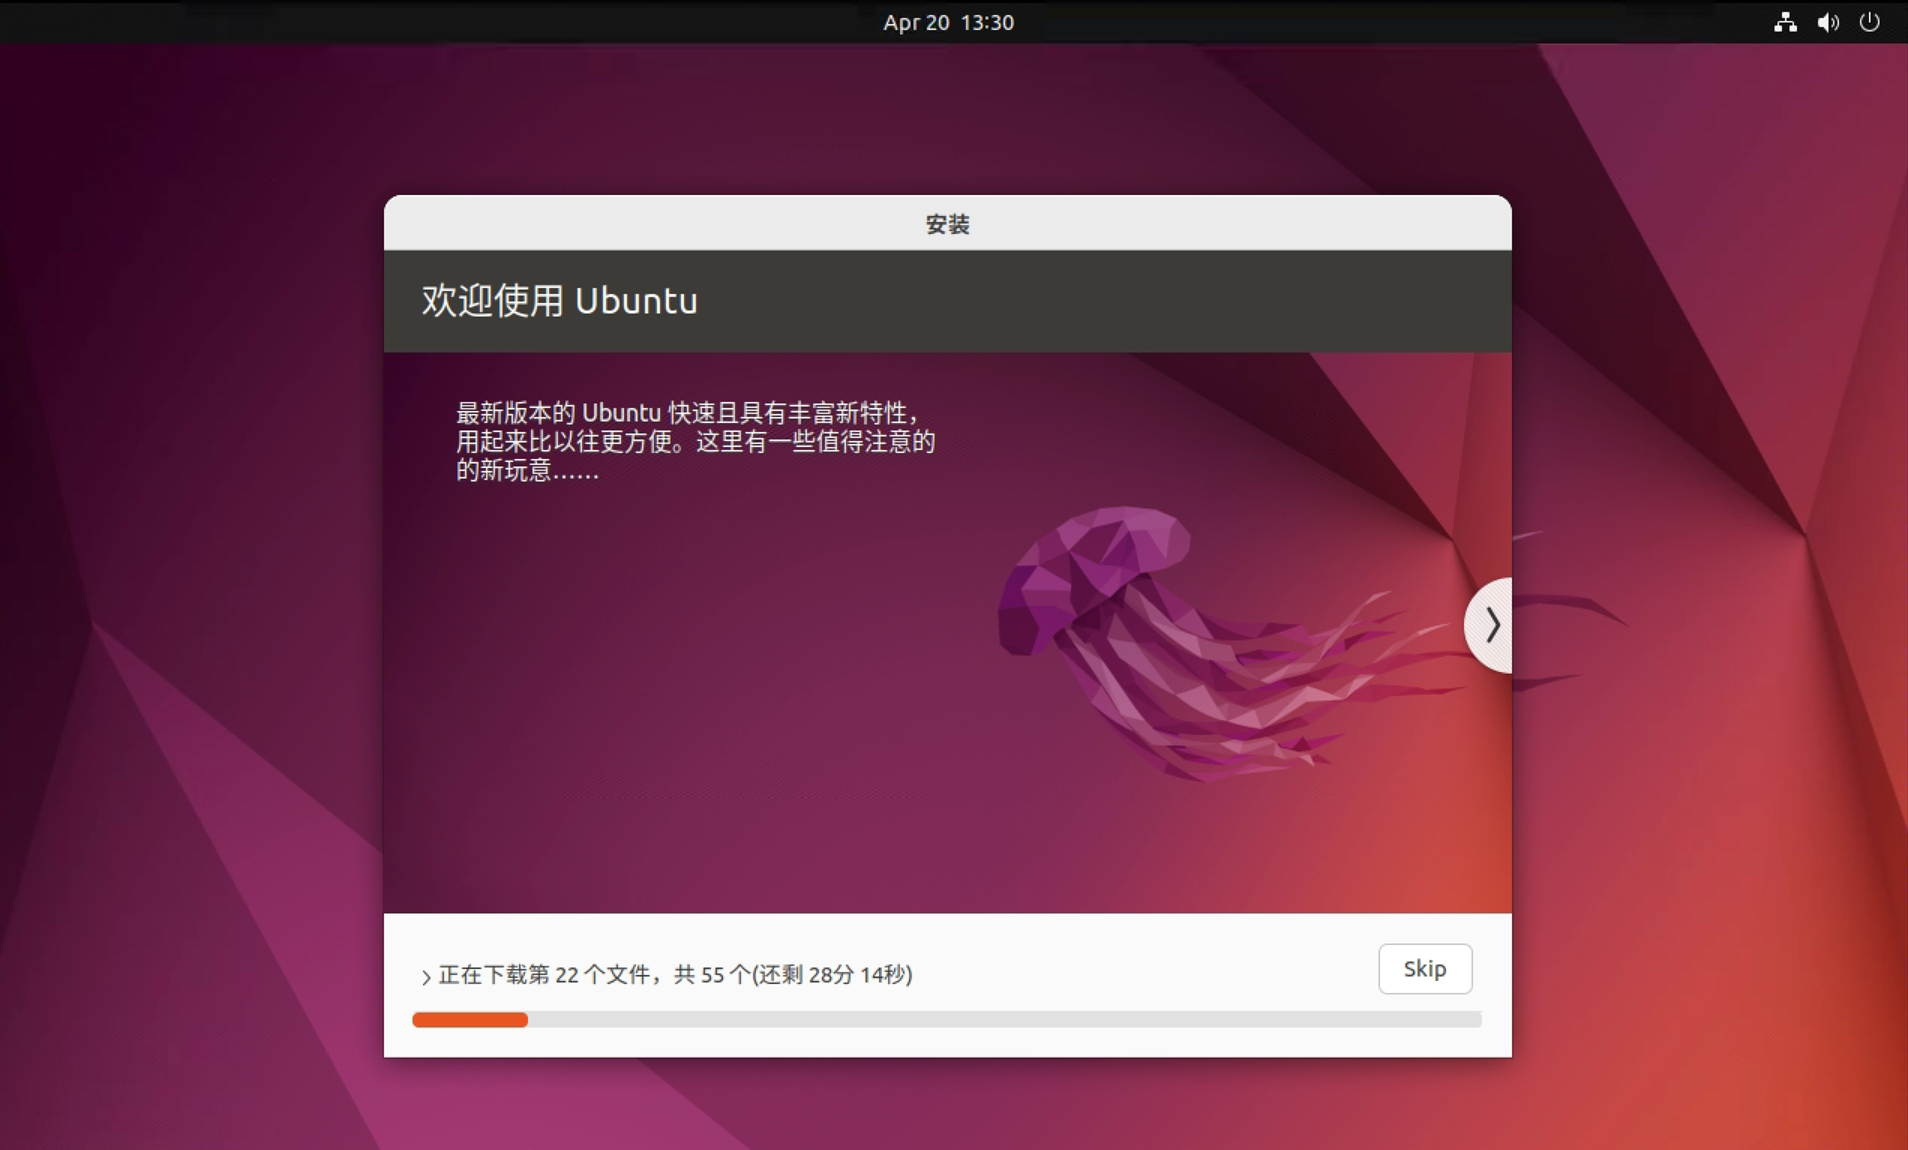 Apr 20 13:30
安装
欢迎使用 Ubuntu
最新版本的 Ubuntu 快速且具有丰富新特性，
用起来比以往更方便。这里有一些值得注意的
的新玩意……
正在下载第 22 个文件，共 55 个(还剩 28分 14秒)
Skip